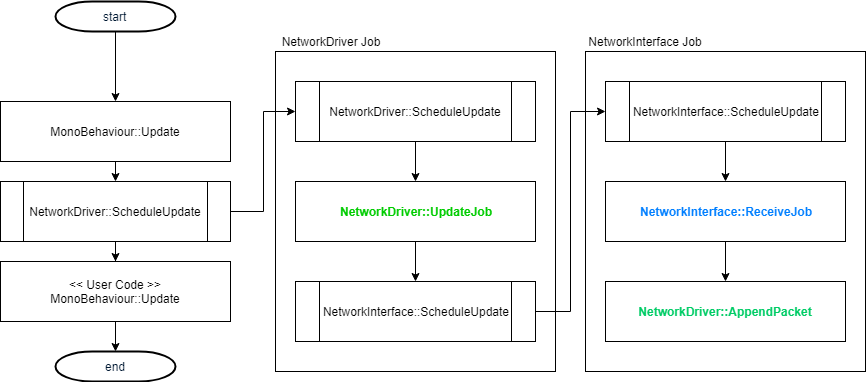 start
MonoBehaviour::Update
NetworkDriver::ScheduleUpdate
<< User Code >>
MonoBehaviour::Update
end
NetworkDriver Job
NetworkDriver::ScheduleUpdate
NetworkDriver::UpdateJob
NetworkInterface::ScheduleUpdate
NetworkInterface Job
NetworkInterface::ScheduleUpdate
NetworkInterface::ReceiveJob
NetworkDriver::AppendPacket